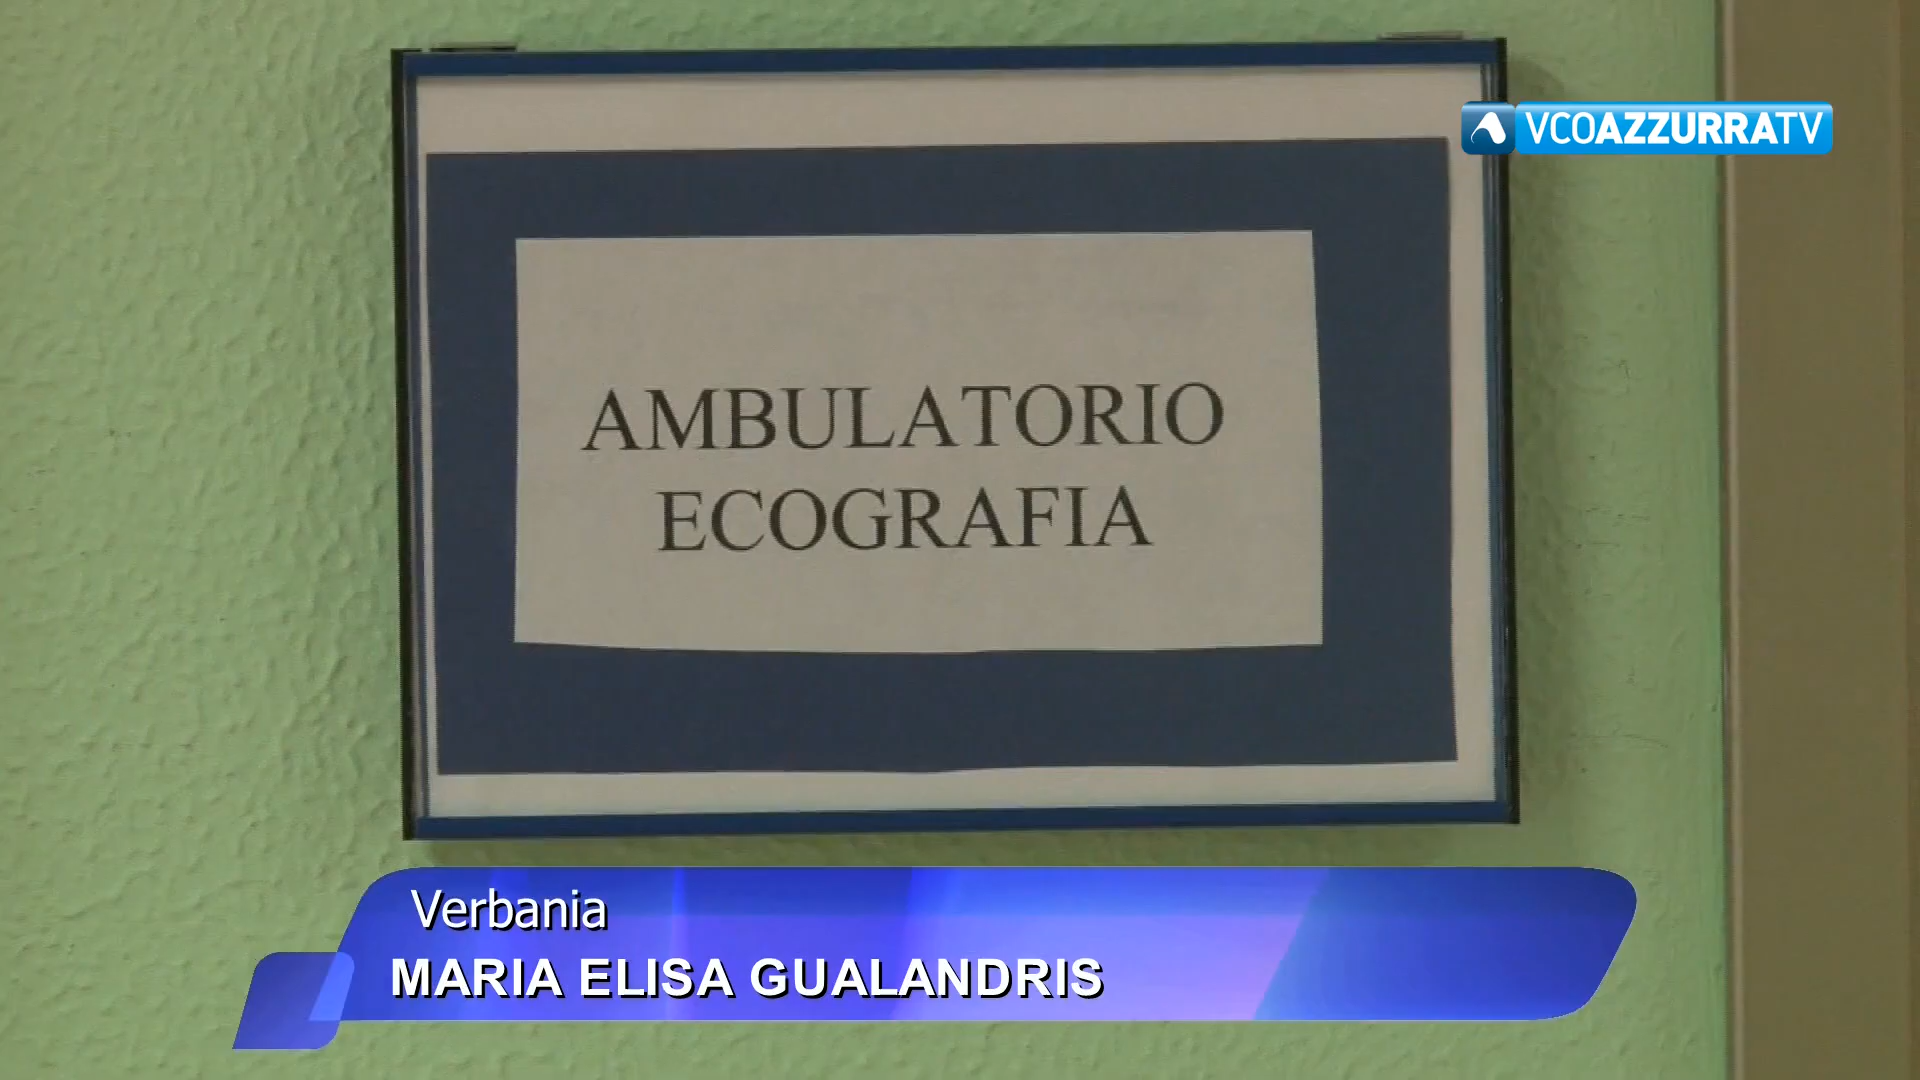 VCOAZZURRATV
AMBULATORIO
ECOGRAFIA
Verbania
MARIA ELISA GUALANDRIS